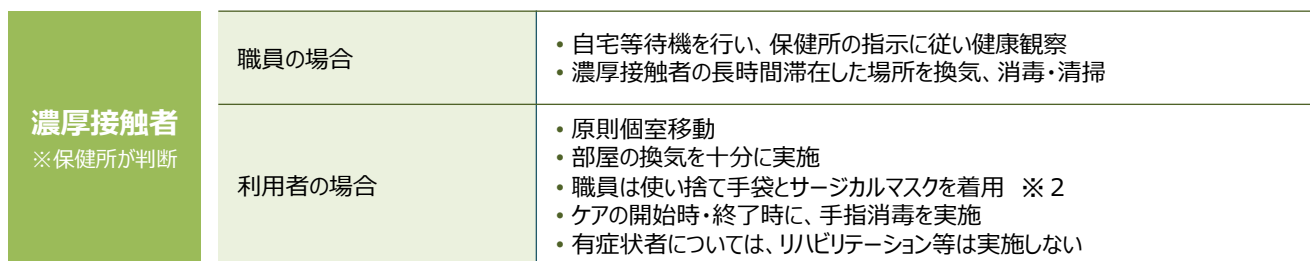 濃厚接触者
※保健所が判断
職員の場合
• 自宅等待機を行い、保健所の指示に従い健康観察
• 濃厚接触者の長時間滞在した場所を換気、消毒・清掃
利用者の場合
• 原則個室移動
• 部屋の換気を十分に実施
• 職員は使い捨て手袋とサージカルマスクを着用　※２
• ケアの開始時・終了時に、手指消毒を実施
• 有症状者については、リハビリテーション等は実施しない